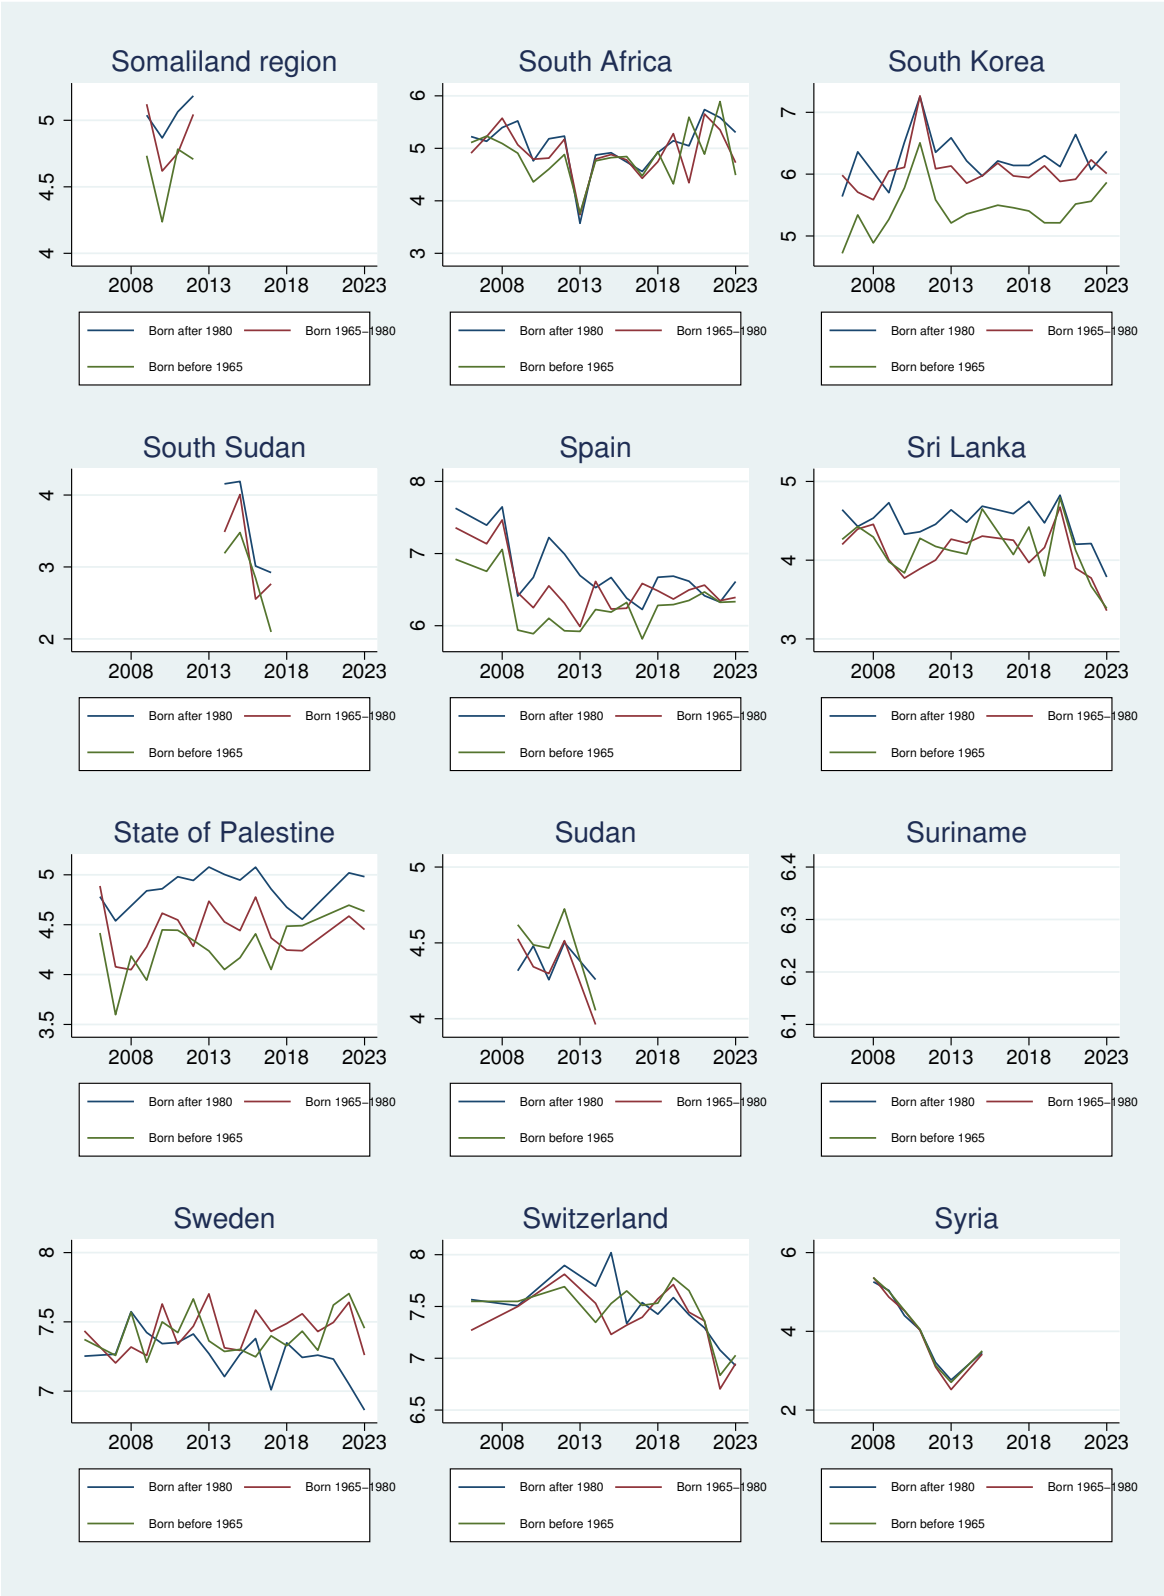 Somaliland region
South Africa
South Korea
5
4.5
4
2008 2013 2018 2023
6
5
4
3
2008 2013 2018 2023
7
6
5
2008 2013 2018 2023
Born after 1980 Born 1965–1980
Born before 1965
Born after 1980 Born 1965–1980
Born before 1965
Born after 1980 Born 1965–1980
Born before 1965
South Sudan
Spain
Sri Lanka
4
3
2
2008 2013 2018 2023
8
7
6
2008 2013 2018 2023
5
4
3
2008 2013 2018 2023
Born after 1980 Born 1965–1980
Born before 1965
Born after 1980 Born 1965–1980
Born before 1965
Born after 1980 Born 1965–1980
Born before 1965
State of Palestine
Sudan
Suriname
5
4.5
4
3.5
2008 2013 2018 2023
5
4.5
4
2008 2013 2018 2023
6.4
6.3
6.2
6.1
2008 2013 2018 2023
Born after 1980 Born 1965–1980
Born before 1965
Born after 1980 Born 1965–1980
Born before 1965
Born after 1980 Born 1965–1980
Born before 1965
Sweden
Switzerland
Syria
8
7.5
7
2008 2013 2018 2023
8
7.5
7
6.5
2008 2013 2018 2023
6
4
2
2008 2013 2018 2023
Born after 1980 Born 1965–1980
Born before 1965
Born after 1980 Born 1965–1980
Born before 1965
Born after 1980 Born 1965–1980
Born before 1965